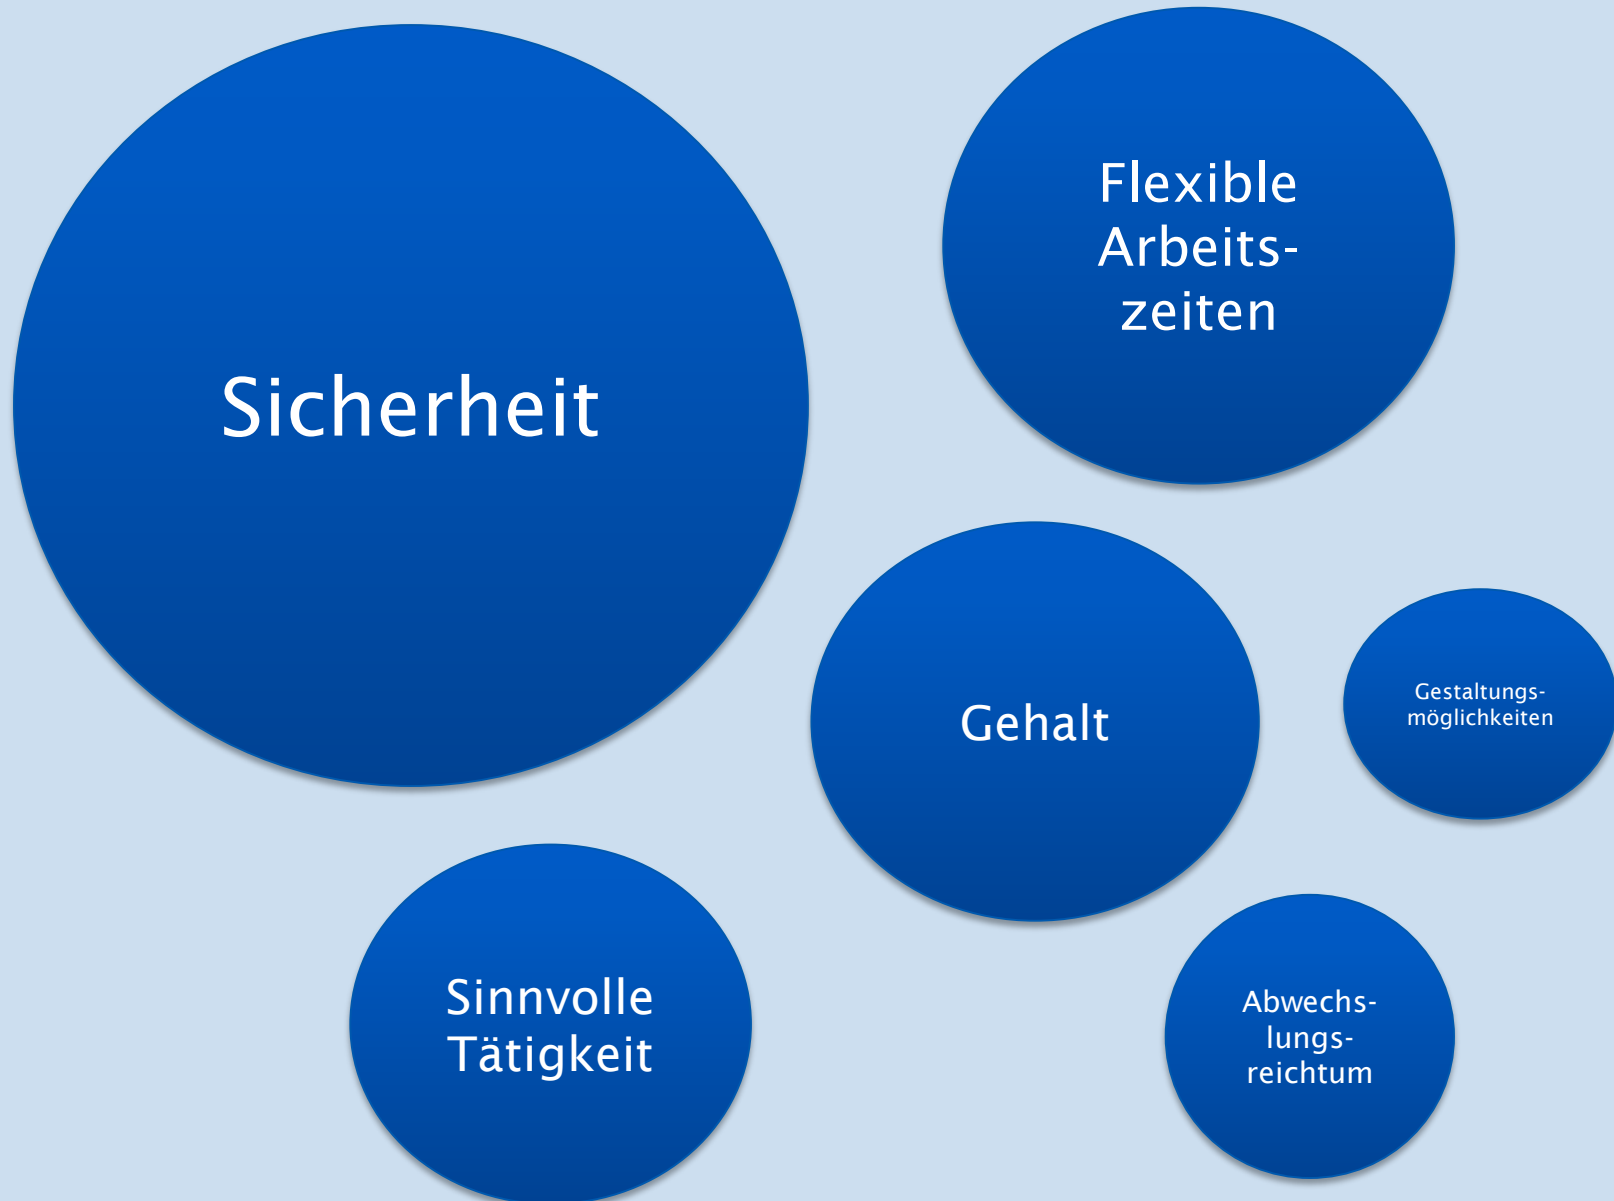 Sicherheit
Flexible
Arbeits-
zeiten
Gehalt
Gestaltungs-
möglichkeiten
Sinnvolle
Tätigkeit
Abwechs-
lungs-
reichtum